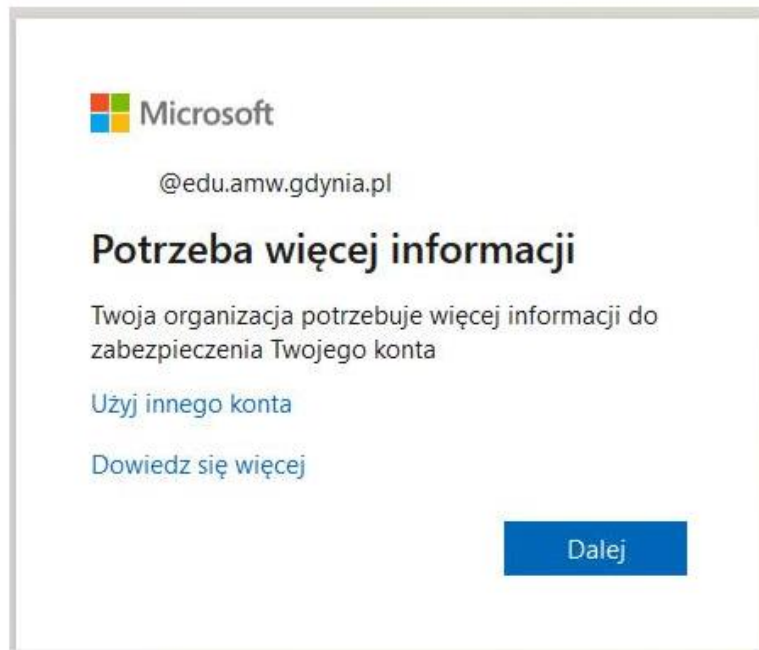 Microsoft
@edu.amw.gdynia.pl
Potrzeba więcej informacji
Twoja organizacja potrzebuje więcej informacji do
zabezpieczenia Twojego konta
Użyj innego konta
Dowiedz się więcej
Dalej